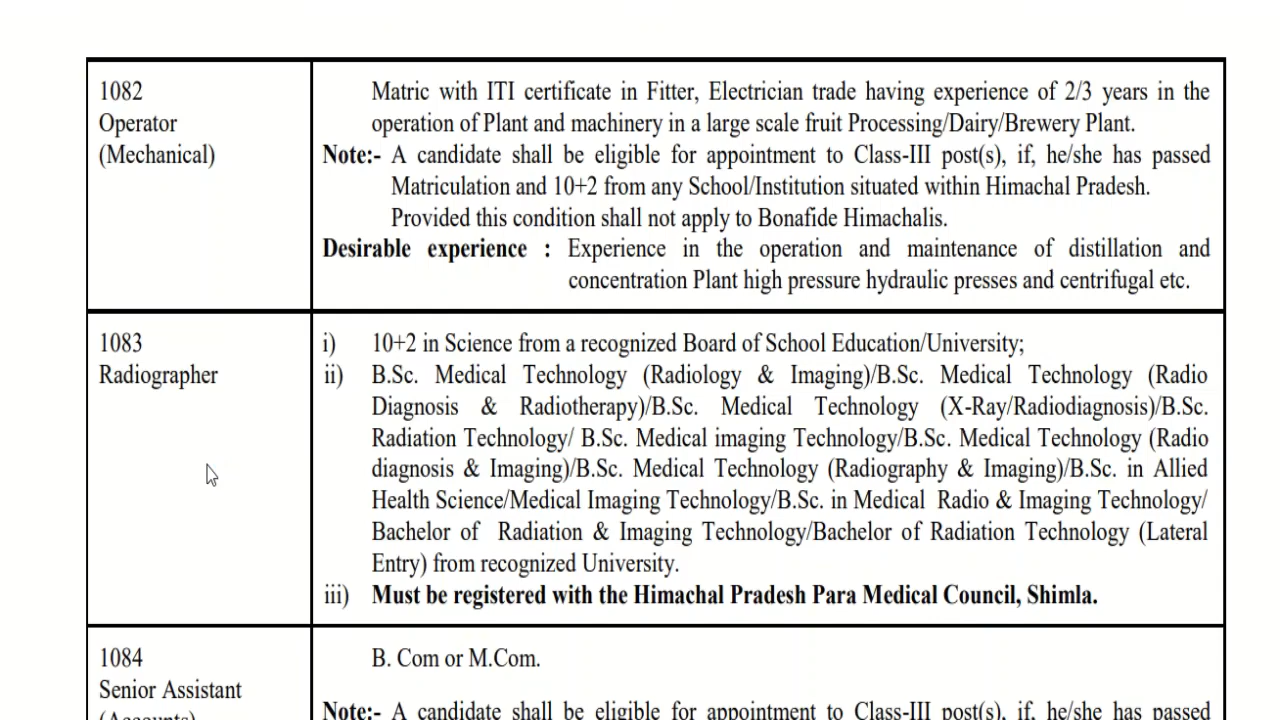 1082
Operator
(Mechanical)
Matric with ITI certificate in Fitter, Electrician trade having experience of 2/3 years in the
operation of Plant and machinery in a large scale fruit Processing/Dairy/Brewery Plant.
Note:- A candidate shall be eligible for appointment to Class-III post(s), if, he/she has passed
Matriculation and 10+2 from any School/Institution situated within Himachal Pradesh.
Provided this condition shall not apply to Bonafide Himachalis.
Desirable experience : Experience in the operation and maintenance of distillation and
concentration Plant high pressure hydraulic presses and centrifugal etc.
1083
Radiographer
i) 10+2 in Science from a recognized Board of School Education/University;
ii) B.Sc. Medical Technology (Radiology & Imaging)/B.Sc. Medical Technology (Radio
Diagnosis & Radiotherapy)/B.Sc. Medical Technology (X-Ray/Radiodiagnosis)/B.Sc.
Radiation Technology/ B.Sc. Medical imaging Technology/B.Sc. Medical Technology (Radio
diagnosis & Imaging)/B.Sc. Medical Technology (Radiography & Imaging)/B.Sc. in Allied
Health Science/Medical Imaging Technology/B.Sc. in Medical Radio & Imaging Technology/
Bachelor of Radiation & Imaging Technology/Bachelor of Radiation Technology (Lateral
Entry) from recognized University.
iii) Must be registered with the Himachal Pradesh Para Medical Council, Shimla.
1084
Senior Assistant
(Accounts)
B. Com or M.Com.
Note:- A candidate shall be eligible for appointment to Class-III post(s), if, he/she has passed